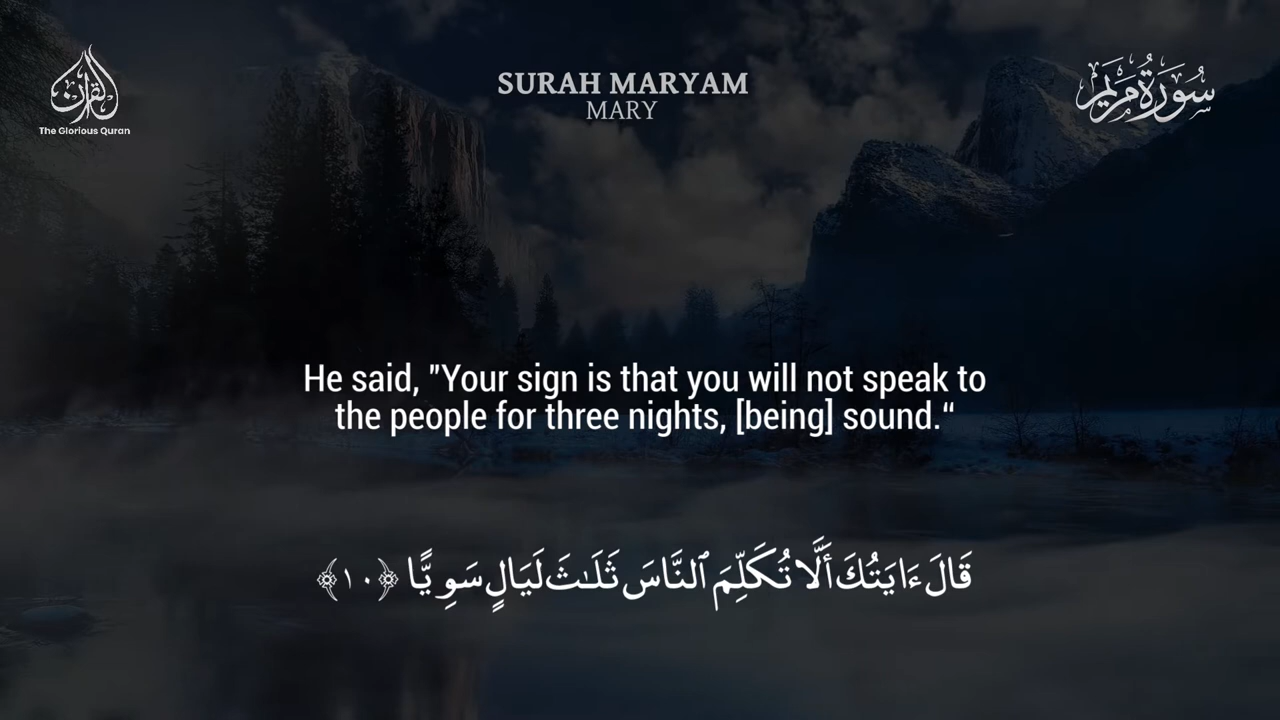 القرآن
The Glorious Quran
SURAH MARYAM
MARY
سُورَةُ مَرْيَم
He said, "Your sign is that you will not speak to
the people for three nights, [being] sound.“
قَالَ ءَايَتُكَ أَلَّا تُكَلِّمَ ٱلنَّاسَ ثَلَـٰثَ لَيَالٍ سَوِيًّا ﴿١٠﴾